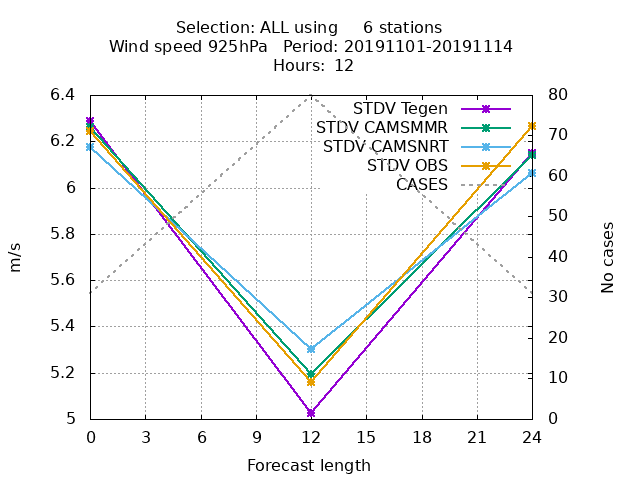 Selection: ALL using     6 stations
Wind speed 925hPa   Period: 20191101-20191114
Hours: 12
STDV Tegen
STDV CAMSMMR
STDV CAMSNRT
STDV OBS
CASES
m/s
6.4
6.2
6
5.8
5.6
5.4
5.2
5
No cases
80
70
60
50
40
30
20
10
0
0 3 6 9 12 15 18 21 24
Forecast length